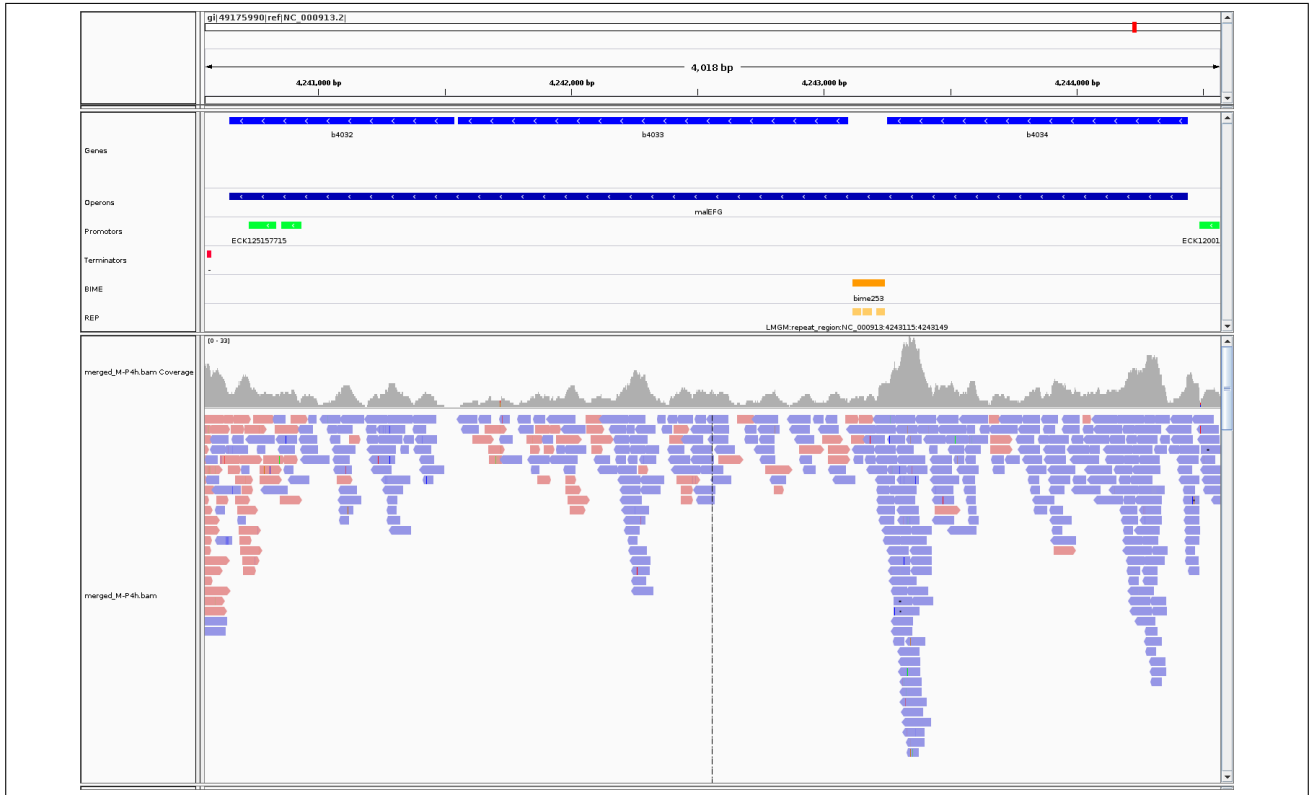 gi|49175990|ref|NC_000913.2|
4,018 bp
4,241,000 bp
4,242,000 bp
4,243,000 bp
4,244,000 bp
b4032
b4033
b4034
Genes
Operons
malEFG
Promotors
ECK125157715
ECK12001
Terminators
-
BIME
bime253
REP
LMGM:repeat_region:NC_000913:4243115:4243149
[0 - 33]
merged_M-P4h.bam Coverage
merged_M-P4h.bam